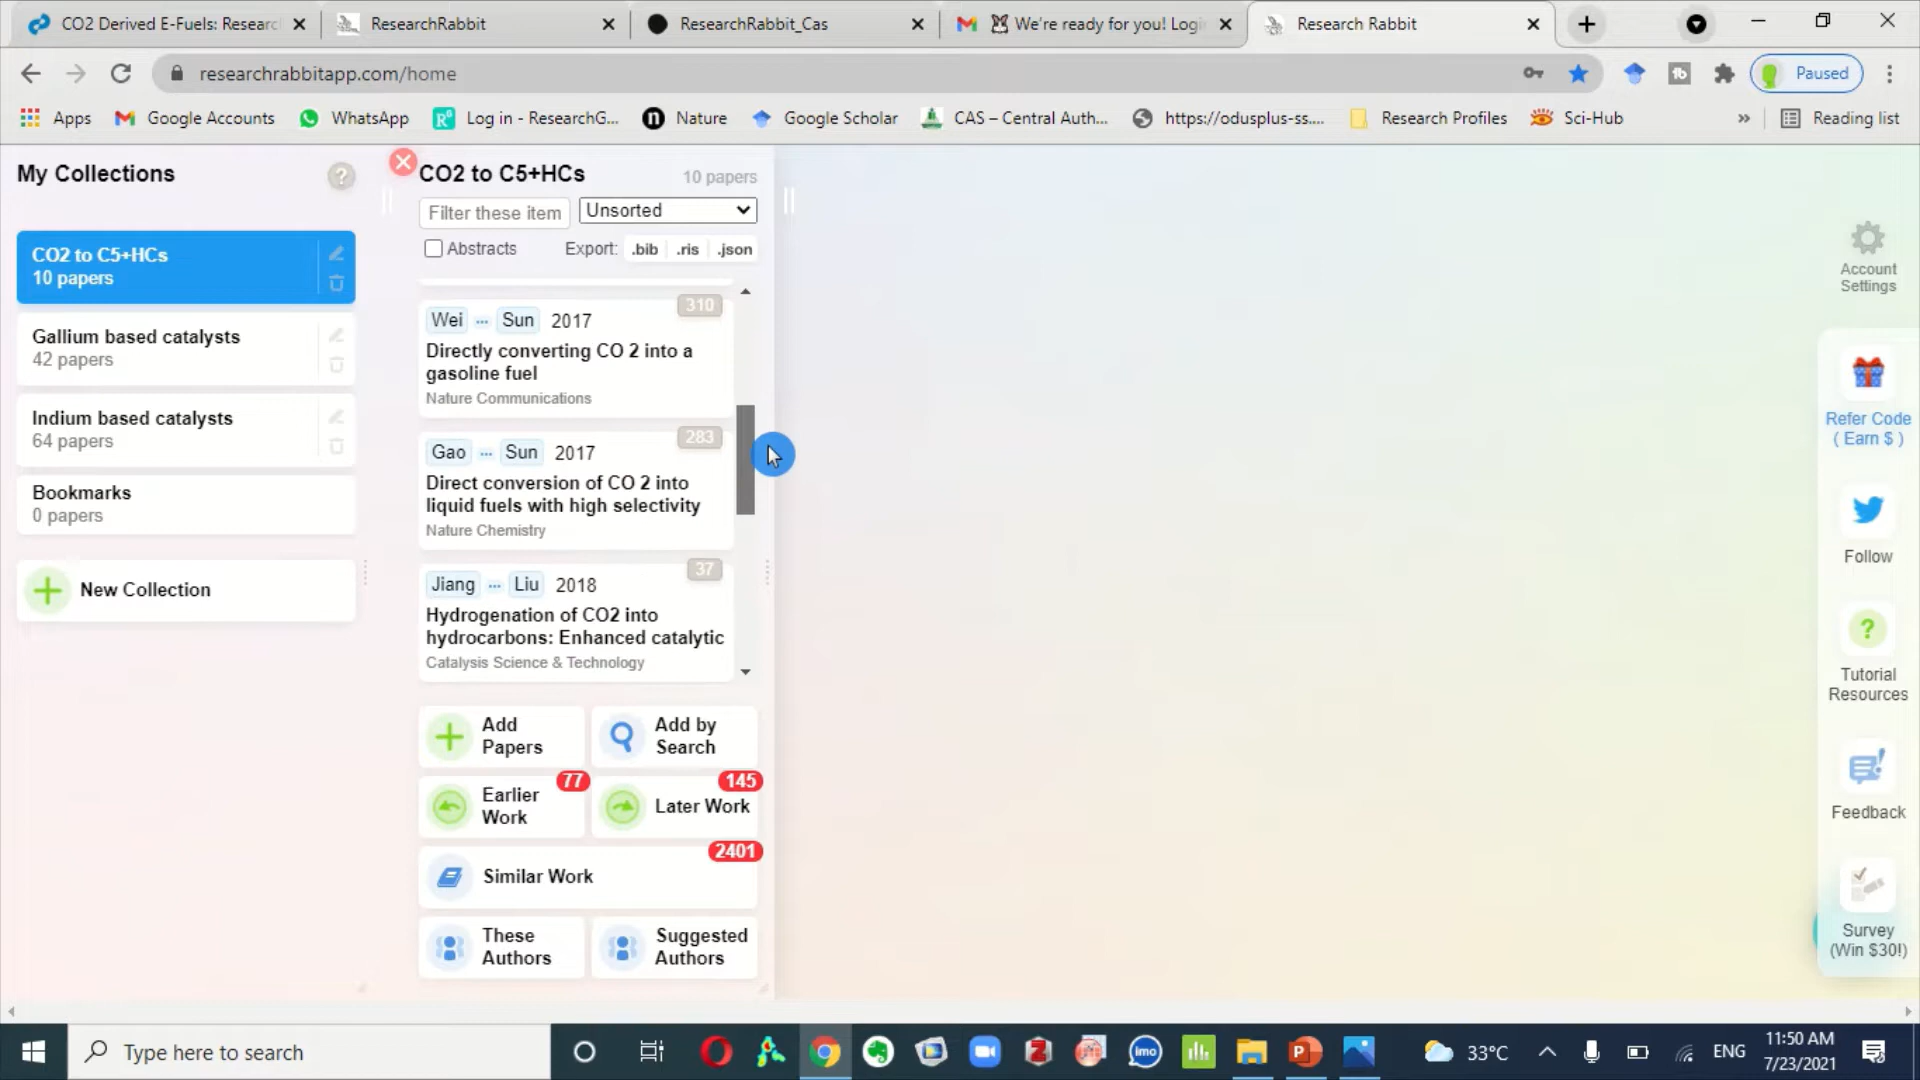 CO2 Derived E-Fuels: Researc
ResearchRabbit
ResearchRabbit_Cas
We're ready for you! Logi
Research Rabbit
researchrabbitapp.com/home
Paused
Apps
Google Accounts
WhatsApp
Log in - ResearchG...
Nature
Google Scholar
CAS – Central Auth...
https://odusplus-ss....
Research Profiles
Sci-Hub
»
Reading list
My Collections
?
CO2 to C5+HCs
10 papers
Gallium based catalysts
42 papers
Indium based catalysts
64 papers
Bookmarks
0 papers
New Collection
CO2 to C5+HCs
10 papers
Filter these item
Unsorted
Abstracts
Export:
.bib
.ris
.json
310
Wei ... Sun 2017
Directly converting CO 2 into a
gasoline fuel
Nature Communications
283
Gao ... Sun 2017
Direct conversion of CO 2 into
liquid fuels with high selectivity
Nature Chemistry
37
Jiang ... Liu 2018
Hydrogenation of CO2 into
hydrocarbons: Enhanced catalytic
Catalysis Science & Technology
Add
Papers
Add by
Search
77
Earlier
Work
145
Later Work
2401
Similar Work
These
Authors
Suggested
Authors
Account
Settings
Refer Code
( Earn $ )
Follow
?
Tutorial
Resources
Feedback
Survey
(Win $30!)
Type here to search
imo
33°C
ENG
11:50 AM
7/23/2021